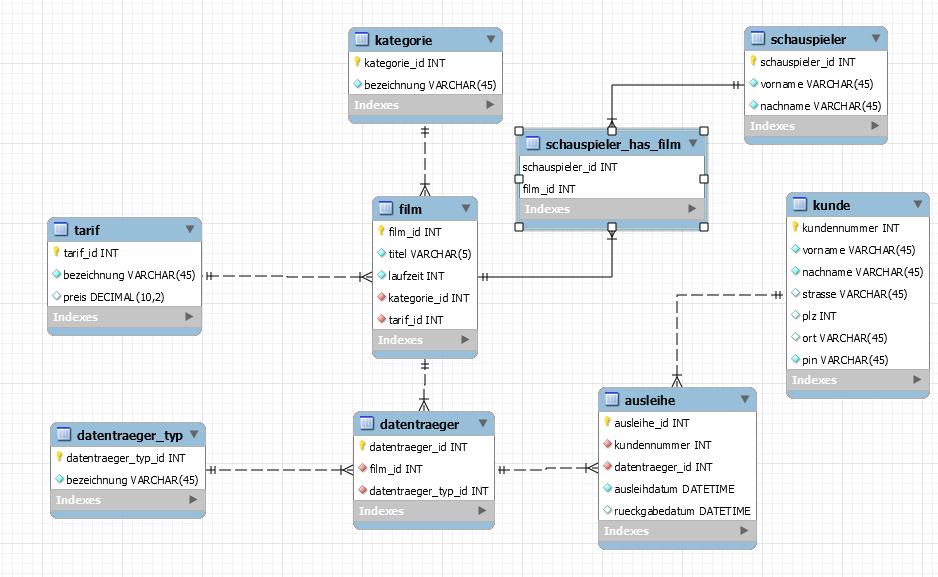 kategorie
kategorie_id INT
bezeichnung VARCHAR(45)
Indexes
schauspieler
schauspieler_id INT
vorname VARCHAR(45)
nachname VARCHAR(45)
Indexes
schauspieler_has_film
schauspieler_id INT
film_id INT
Indexes
tarif
tarif_id INT
bezeichnung VARCHAR(45)
preis DECIMAL(10,2)
Indexes
film
film_id INT
titel VARCHAR(5)
laufzeit INT
kategorie_id INT
tarif_id INT
Indexes
kunde
kundennummer INT
vorname VARCHAR(45)
nachname VARCHAR(45)
strasse VARCHAR(45)
plz INT
ort VARCHAR(45)
pin VARCHAR(45)
Indexes
datentraeger_typ
datentraeger_typ_id INT
bezeichnung VARCHAR(45)
Indexes
datentraeger
datentraeger_id INT
film_id INT
datentraeger_typ_id INT
Indexes
ausleihe
ausleihe_id INT
kundennummer INT
datentraeger_id INT
ausleihdatum DATETIME
rueckgabedatum DATETIME
Indexes